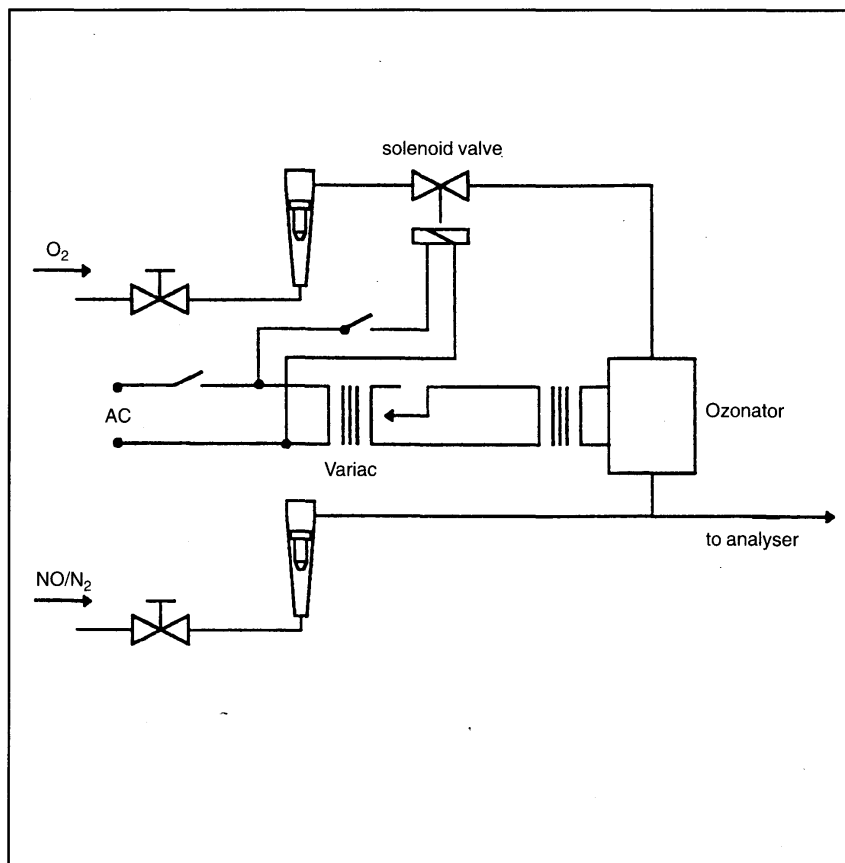 solenoid valve
O₂
AC
Ozonator
Variac
to analyser
NO/N₂